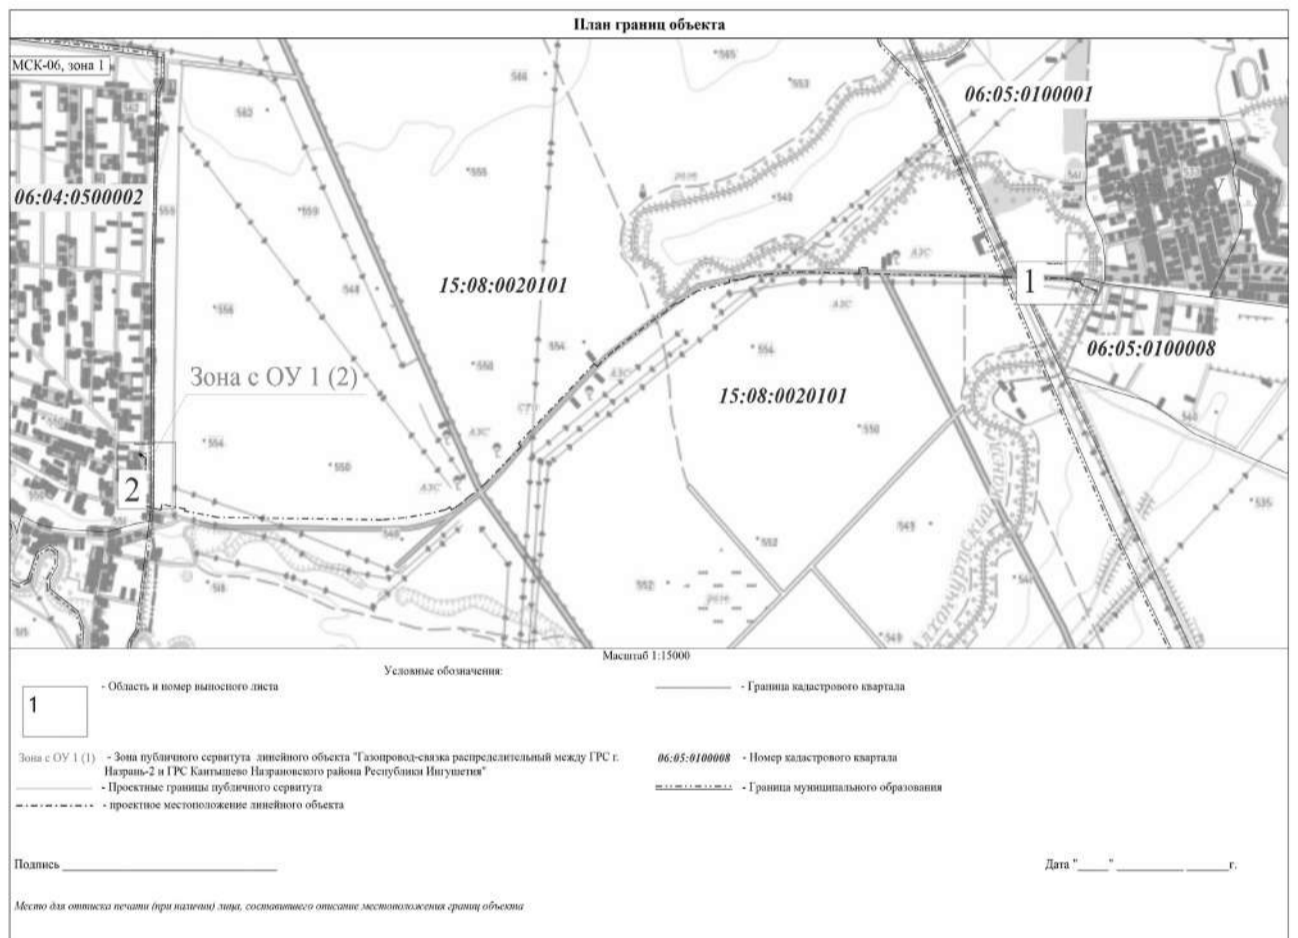 План границ объекта
МСК-06, зона 1
06:05:0100001
06:04:0500002
15:08:0020101
1
06:05:0100008
Зона с ОУ 1 (2)
15:08:0020101
2
Масштаб 1:15000
Условные обозначения:
1
- Область и номер выносного листа
- Граница кадастрового квартала
Зона с ОУ 1 (1) - Зона публичного сервитута линейного объекта "Газопровод-связка распределительный между ГРС г.
Назрань-2 и ГРС Кантышево Назрановского района Республики Ингушетия"
06:05:0100008 - Номер кадастрового квартала
- Проектные границы публичного сервитута
- Граница муниципального образования
- проектное местоположение линейного объекта
Подпись
Дата "____" ________ ____г.
Место для оттиска печати (при наличии) лица, составившего описание местоположения границ объекта